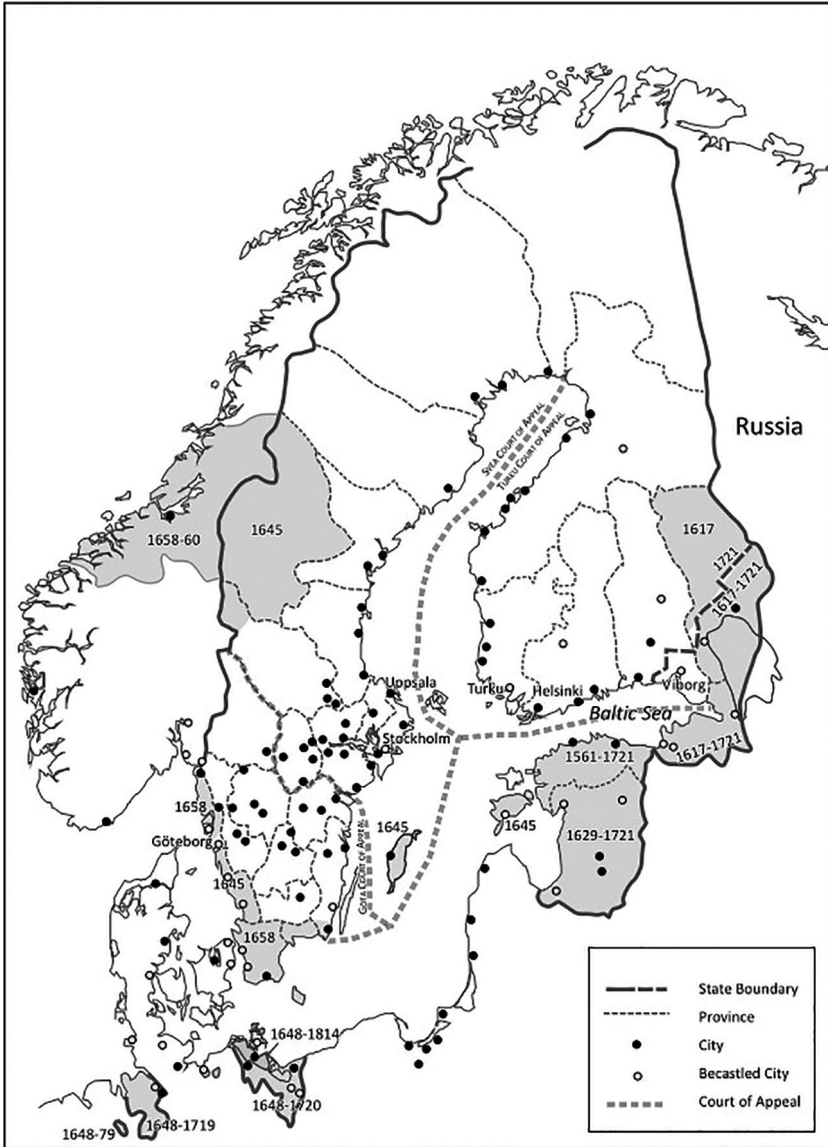 Russia
SVEA COURT OF APPEAL
TURKU COURT OF APPEAL
1658-60
1645
1617
1721
1617-1721
Uppsala
Turku
Helsinki
Viborg
Baltic Sea
Stockholm
1561-1721
1617-1721
1658
1645
1645
1629-1721
Göteborg
GÖTA COURT OF APPEAL
1645
1658
1648-1814
1648-1720
1648-79
1648-1719
State Boundary
Province
City
Becastled City
Court of Appeal